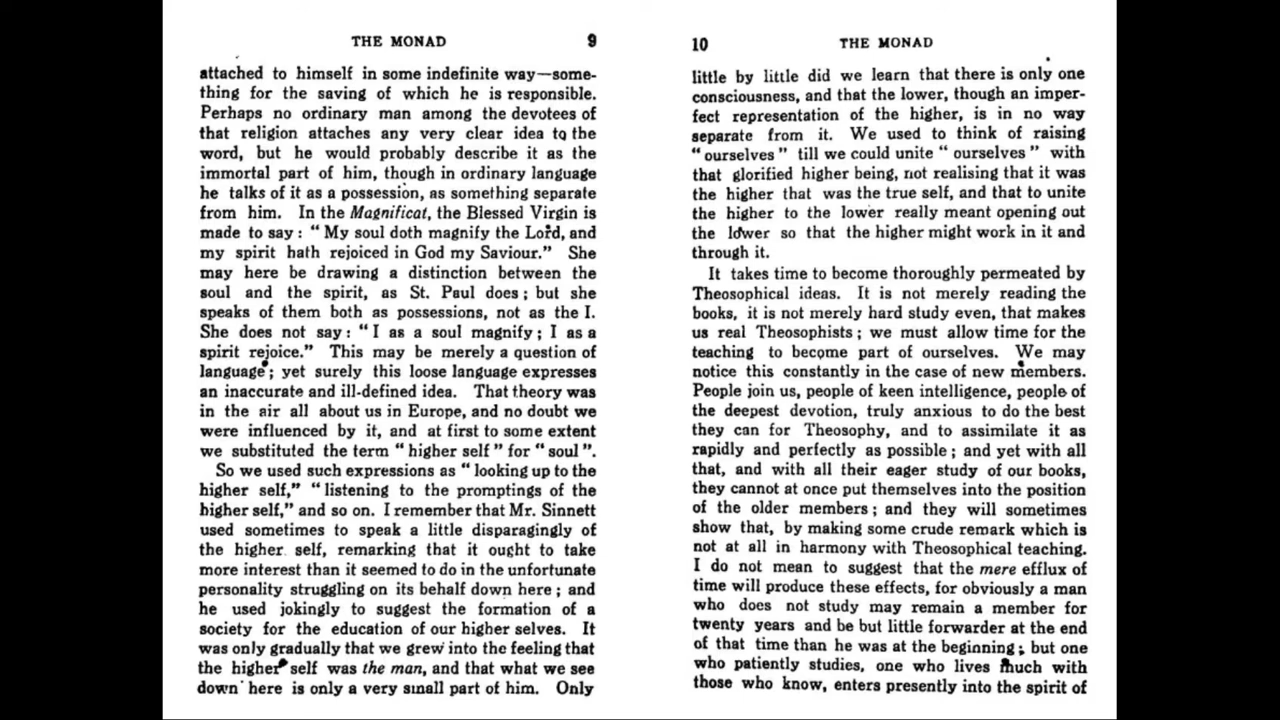 THE MONAD 9
attached to himself in some indefinite way—some-
thing for the saving of which he is responsible.
Perhaps no ordinary man among the devotees of
that religion attaches any very clear idea to the
word, but he would probably describe it as the
immortal part of him, though in ordinary language
he talks of it as a possession, as something separate
from him. In the Magnificat, the Blessed Virgin is
made to say: “My soul doth magnify the Lord, and
my spirit hath rejoiced in God my Saviour.” She
may here be drawing a distinction between the
soul and the spirit, as St. Paul does; but she
speaks of them both as possessions, not as the I.
She does not say: “I as a soul magnify; I as a
spirit rejoice.” This may be merely a question of
language; yet surely this loose language expresses
an inaccurate and ill-defined idea. That theory was
in the air all about us in Europe, and no doubt we
were influenced by it, and at first to some extent
we substituted the term “higher self” for “soul”.
So we used such expressions as “looking up to the
higher self,” “listening to the promptings of the
higher self,” and so on. I remember that Mr. Sinnett
used sometimes to speak a little disparagingly of
the higher self, remarking that it ought to take
more interest than it seemed to do in the unfortunate
personality struggling on its behalf down here; and
he used jokingly to suggest the formation of a
society for the education of our higher selves. It
was only gradually that we grew into the feeling that
the higher self was the man, and that what we see
down here is only a very small part of him. Only
10 THE MONAD
little by little did we learn that there is only one
consciousness, and that the lower, though an imper-
fect representation of the higher, is in no way
separate from it. We used to think of raising
“ourselves” till we could unite “ourselves” with
that glorified higher being, not realising that it was
the higher that was the true self, and that to unite
the higher to the lower really meant opening out
the lower so that the higher might work in it and
through it.
It takes time to become thoroughly permeated by
Theosophical ideas. It is not merely reading the
books, it is not merely hard study even, that makes
us real Theosophists; we must allow time for the
teaching to become part of ourselves. We may
notice this constantly in the case of new members.
People join us, people of keen intelligence, people of
the deepest devotion, truly anxious to do the best
they can for Theosophy, and to assimilate it as
rapidly and perfectly as possible; and yet with all
that, and with all their eager study of our books,
they cannot at once put themselves into the position
of the older members; and they will sometimes
show that, by making some crude remark which is
not at all in harmony with Theosophical teaching.
I do not mean to suggest that the mere efflux of
time will produce these effects, for obviously a man
who does not study may remain a member for
twenty years and be but little forwarder at the end
of that time than he was at the beginning; but one
who patiently studies, one who lives much with
those who know, enters presently into the spirit of